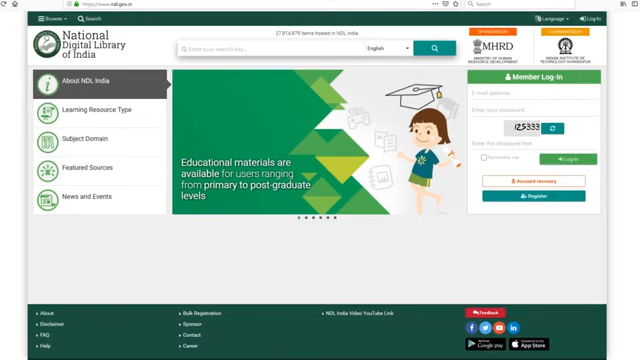 https://www.ndl.gov.in
Search
Browse
Search
Language
Log-In
National
Digital Library
of India
27,814,879 items hosted in NDL India.
Enter your search key...
English
SPONSORED BY
MHRD
MINISTRY OF HUMAN
RESOURCE DEVELOPMENT
COORDINATED BY
INDIAN INSTITUTE OF
TECHNOLOGY KHARAGPUR
About NDL India
Learning Resource Type
Subject Domain
Featured Sources
News and Events
Educational materials are
available for users ranging
from primary to post-graduate
levels
Member Log-In
E-mail address
Enter your password
125333
Enter the displayed text
Remember me
Log-In
Account recovery
Register
About
Disclaimer
FAQ
Help
Bulk Registration
Sponsor
Contact
Career
NDL India Video YouTube Link
Feedback
Google play
App Store